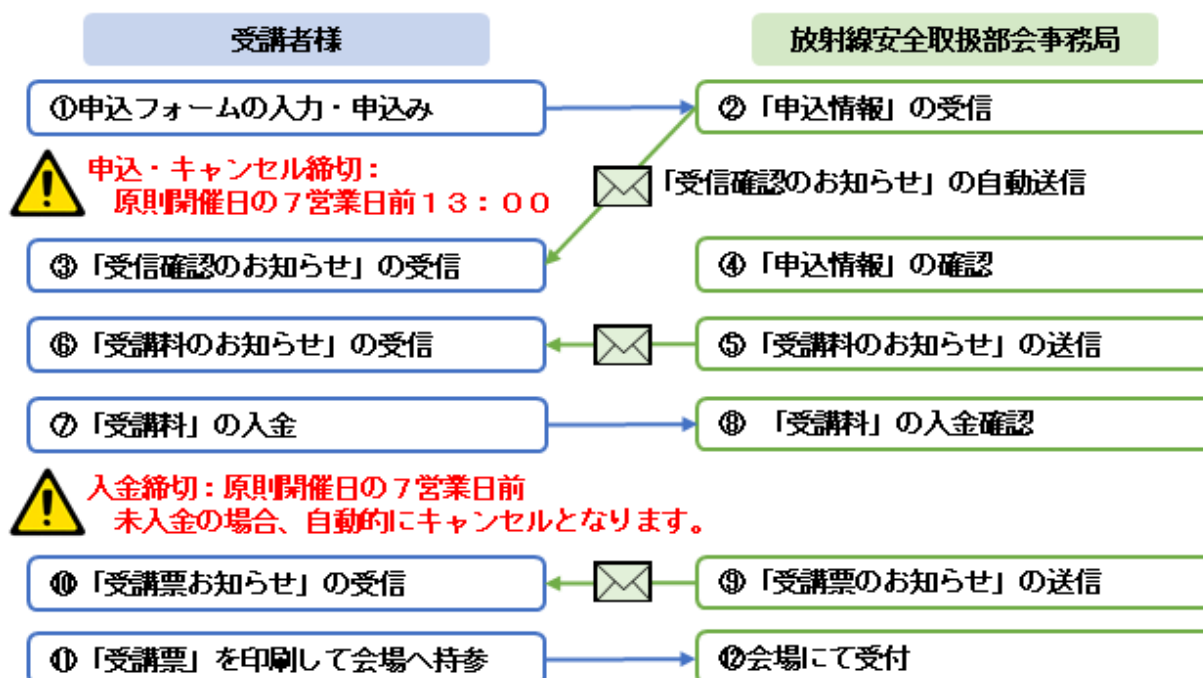 受講者様
放射線安全取扱部会事務局
①申込フォームの入力・申込み
②「申込情報」の受信
申込・キャンセル締切：
原則開催日の７営業日前１３：００
「受信確認のお知らせ」の自動送信
③「受信確認のお知らせ」の受信
④「申込情報」の確認
⑥「受講料のお知らせ」の受信
⑤「受講料のお知らせ」の送信
⑦「受講料」の入金
⑧ 「受講料」の入金確認
入金締切：原則開催日の７営業日前
未入金の場合、自動的にキャンセルとなります。
⑩「受講票お知らせ」の受信
⑨「受講票のお知らせ」の送信
⑪「受講票」を印刷して会場へ持参
⑫会場にて受付